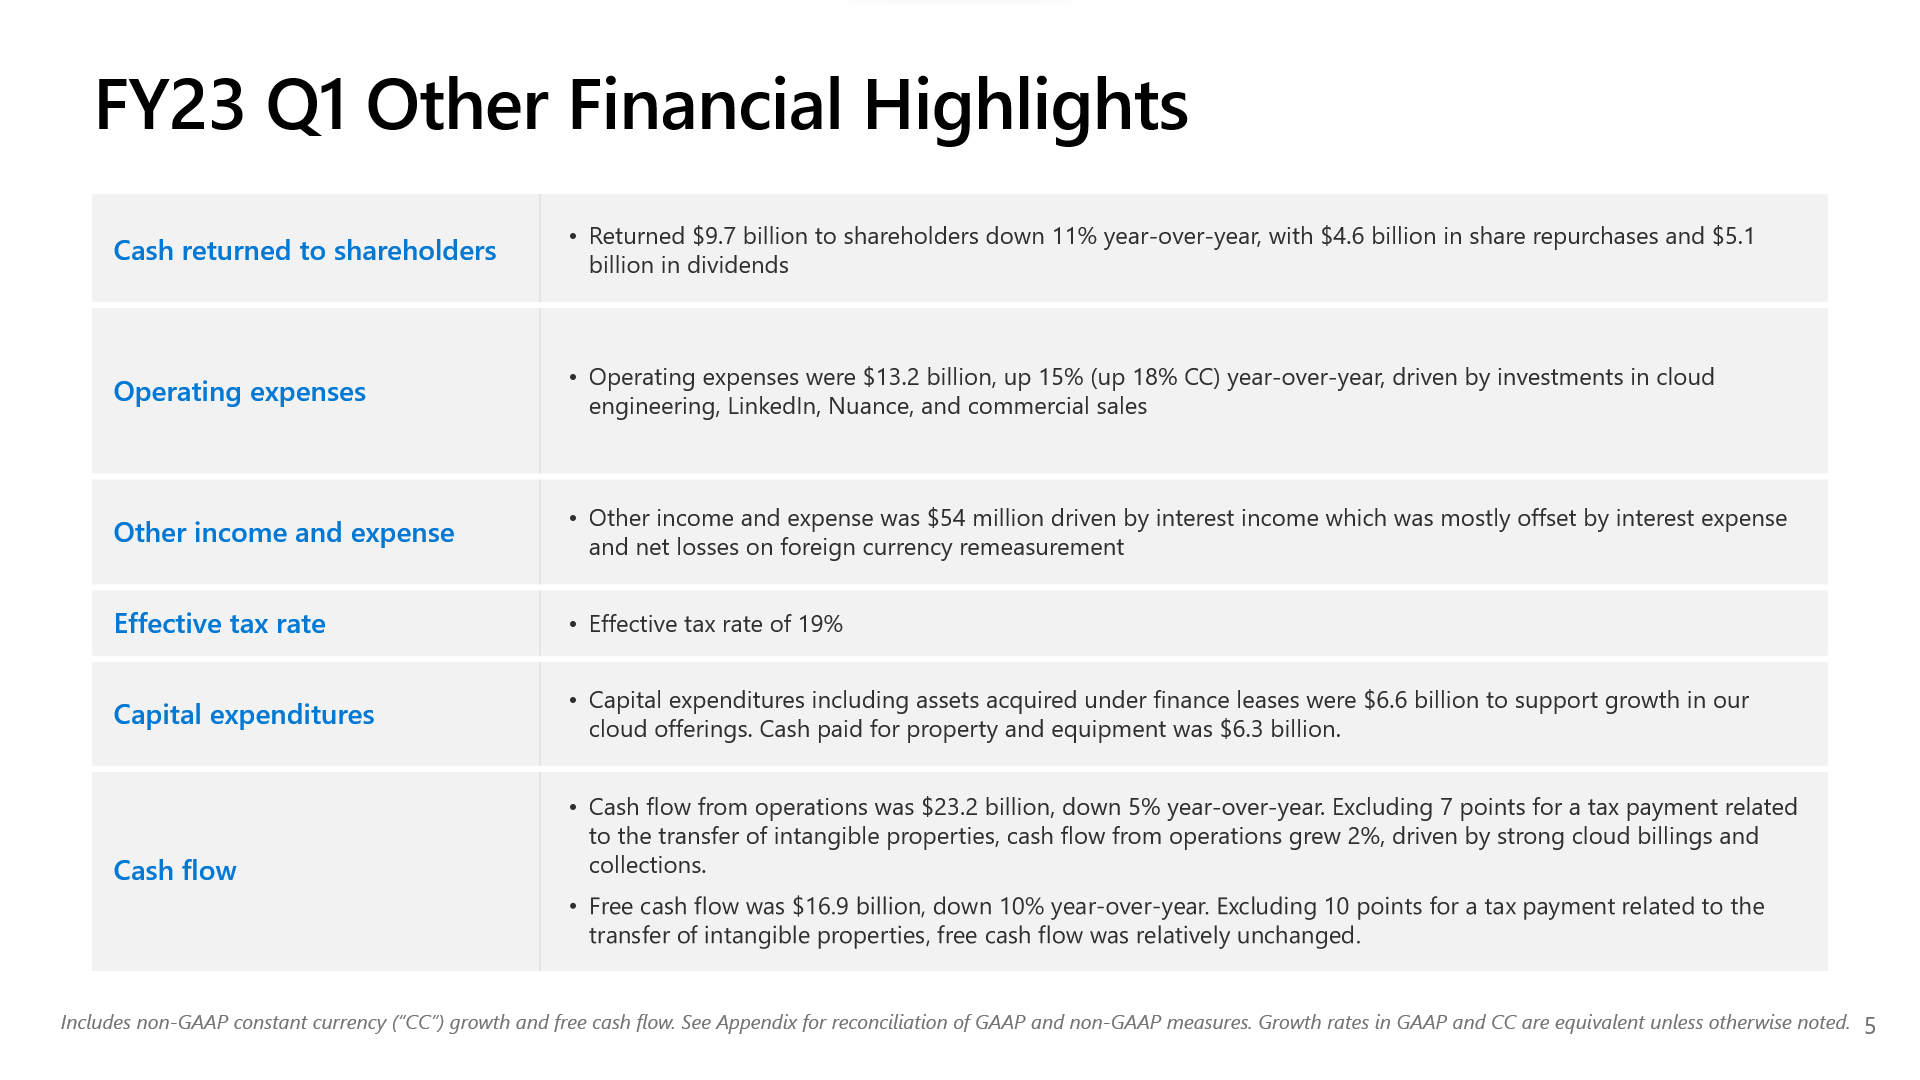 FY23 Q1 Other Financial Highlights
Cash returned to shareholders
• Returned $9.7 billion to shareholders down 11% year-over-year, with $4.6 billion in share repurchases and $5.1
billion in dividends
Operating expenses
• Operating expenses were $13.2 billion, up 15% (up 18% CC) year-over-year, driven by investments in cloud
engineering, LinkedIn, Nuance, and commercial sales
Other income and expense
• Other income and expense was $54 million driven by interest income which was mostly offset by interest expense
and net losses on foreign currency remeasurement
Effective tax rate
• Effective tax rate of 19%
Capital expenditures
• Capital expenditures including assets acquired under finance leases were $6.6 billion to support growth in our
cloud offerings. Cash paid for property and equipment was $6.3 billion.
Cash flow
• Cash flow from operations was $23.2 billion, down 5% year-over-year. Excluding 7 points for a tax payment related
to the transfer of intangible properties, cash flow from operations grew 2%, driven by strong cloud billings and
collections.
• Free cash flow was $16.9 billion, down 10% year-over-year. Excluding 10 points for a tax payment related to the
transfer of intangible properties, free cash flow was relatively unchanged.
Includes non-GAAP constant currency (“CC”) growth and free cash flow. See Appendix for reconciliation of GAAP and non-GAAP measures. Growth rates in GAAP and CC are equivalent unless otherwise noted.
5